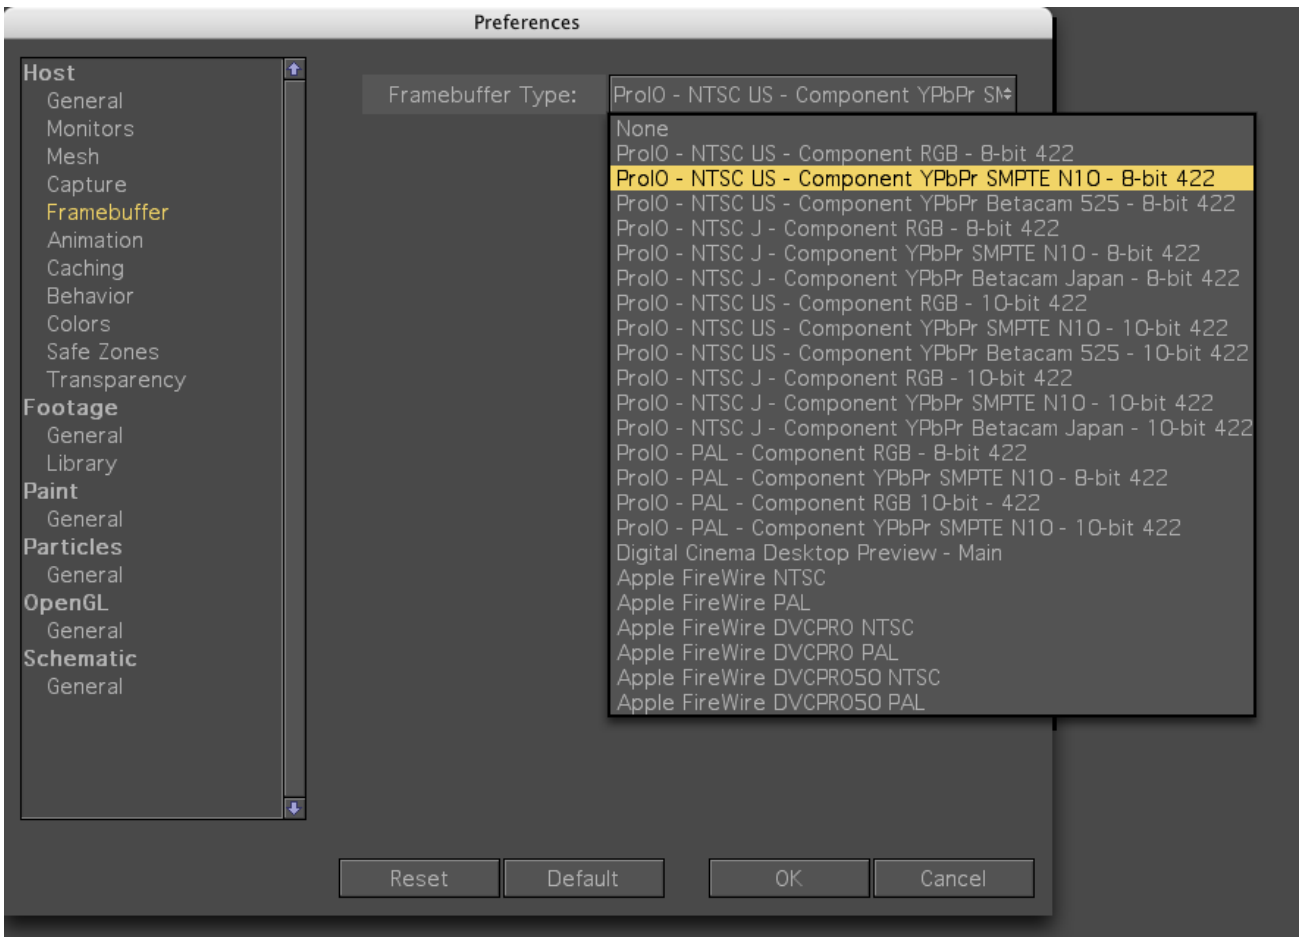 Preferences
Host
General
Monitors
Mesh
Capture
Framebuffer
Animation
Caching
Behavior
Colors
Safe Zones
Transparency
Footage
General
Library
Paint
General
Particles
General
OpenGL
General
Schematic
General
Framebuffer Type: ProIO - NTSC US - Component YPbPr SM
None
ProIO - NTSC US - Component RGB - 8-bit 422
ProIO - NTSC US - Component YPbPr SMPTE N10 - 8-bit 422
ProIO - NTSC US - Component YPbPr Betacam 525 - 8-bit 422
ProIO - NTSC J - Component RGB - 8-bit 422
ProIO - NTSC J - Component YPbPr SMPTE N10 - 8-bit 422
ProIO - NTSC J - Component YPbPr Betacam Japan - 8-bit 422
ProIO - NTSC US - Component RGB - 10-bit 422
ProIO - NTSC US - Component YPbPr SMPTE N10 - 10-bit 422
ProIO - NTSC US - Component YPbPr Betacam 525 - 10-bit 422
ProIO - NTSC J - Component RGB - 10-bit 422
ProIO - NTSC J - Component YPbPr SMPTE N10 - 10-bit 422
ProIO - NTSC J - Component YPbPr Betacam Japan - 10-bit 422
ProIO - PAL - Component RGB - 8-bit 422
ProIO - PAL - Component YPbPr SMPTE N10 - 8-bit 422
ProIO - PAL - Component RGB 10-bit - 422
ProIO - PAL - Component YPbPr SMPTE N10 - 10-bit 422
Digital Cinema Desktop Preview - Main
Apple FireWire NTSC
Apple FireWire PAL
Apple FireWire DVCPRO NTSC
Apple FireWire DVCPRO PAL
Apple FireWire DVCPRO50 NTSC
Apple FireWire DVCPRO50 PAL
Reset
Default
OK
Cancel